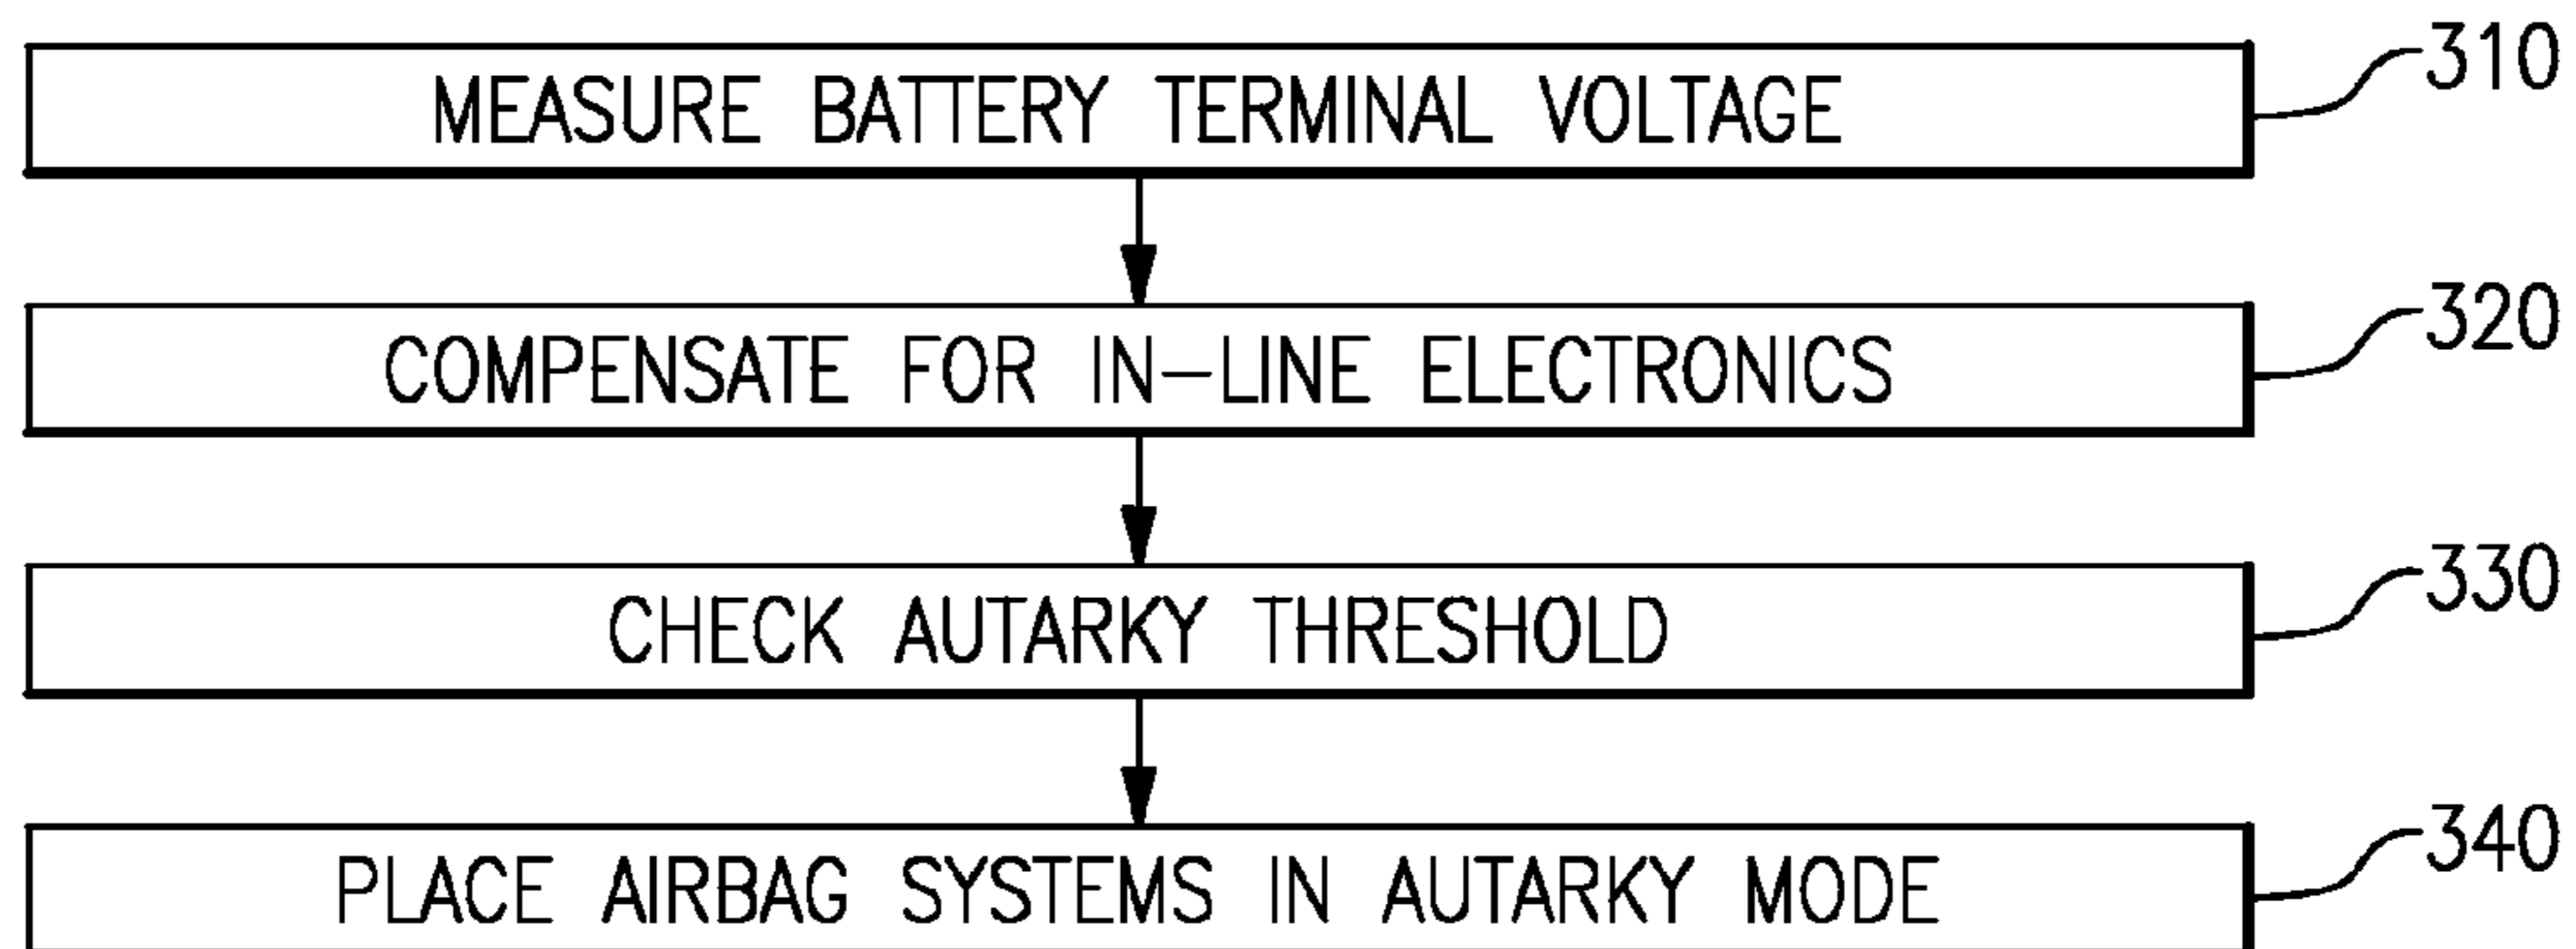 MEASURE BATTERY TERMINAL VOLTAGE
310
COMPENSATE FOR IN-LINE ELECTRONICS
320
CHECK AUTARKY THRESHOLD
330
PLACE AIRBAG SYSTEMS IN AUTARKY MODE
340